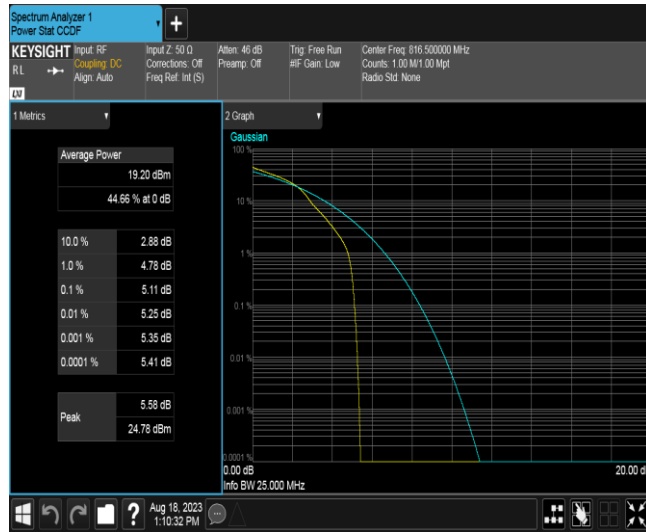 Spectrum Analyzer 1
Power Stat CCDF
+
KEYSIGHT Input: RF Input Z: 50 Ω Atten: 46 dB Trig: Free Run Center Freq: 816.500000 MHz
RL Coupling: DC Corrections: Off Preamp: Off #IF Gain: Low Counts: 1.00 M/1.00 Mpt
Align: Auto Freq Ref: Int (S) Radio Std: None
LXI
1 Metrics
Average Power
19.20 dBm
44.66 % at 0 dB
10.0 % 2.88 dB
1.0 % 4.78 dB
0.1 % 5.11 dB
0.01 % 5.25 dB
0.001 % 5.35 dB
0.0001 % 5.41 dB
Peak 5.58 dB
24.78 dBm
2 Graph
Gaussian
100 %
10 %
1 %
0.1 %
0.01 %
0.001 %
0.0001 %
0.00 dB 20.00 d
Info BW 25.000 MHz
? Aug 18, 2023
1:10:32 PM